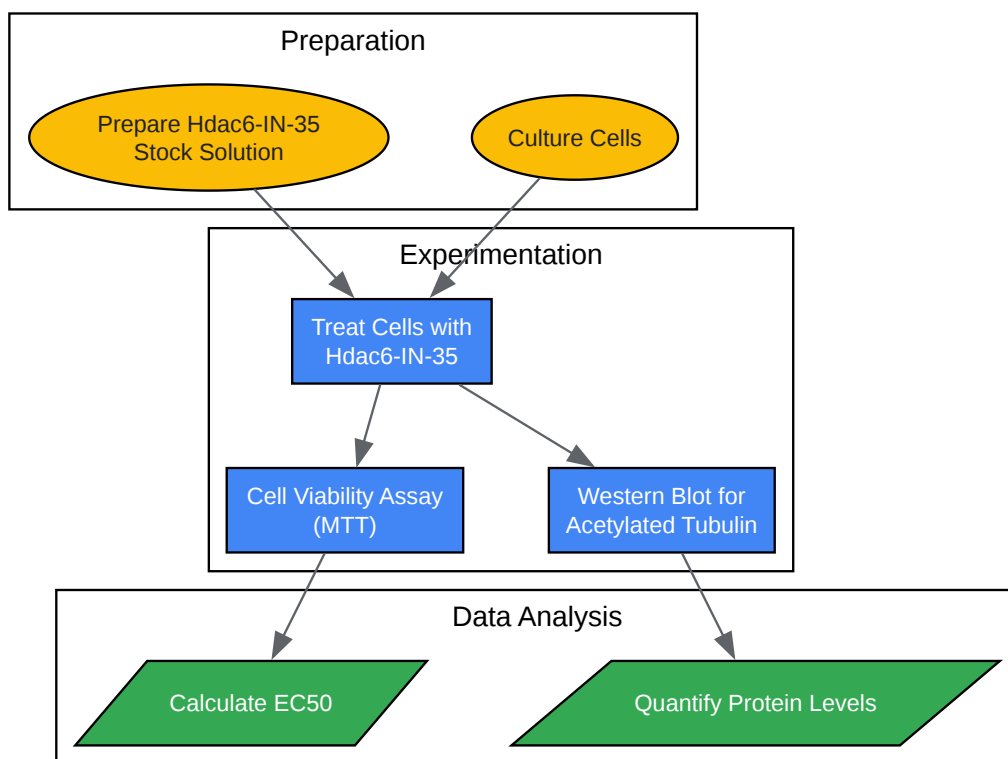 Preparation
Prepare Hdac6-IN-35
Stock Solution
Culture Cells
Experimentation
Treat Cells with
Hdac6-IN-35
Cell Viability Assay
(MTT)
Western Blot for
Acetylated Tubulin
Data Analysis
Calculate EC50
Quantify Protein Levels